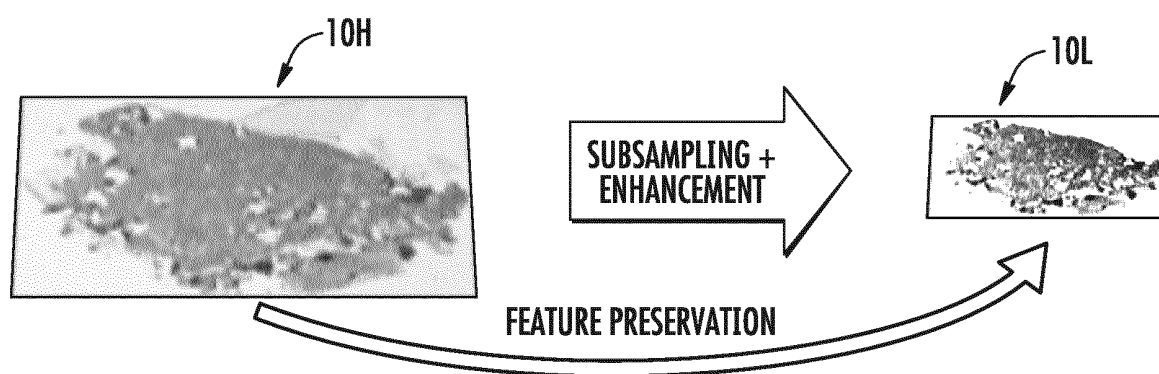 10H
10L
SUBSAMPLING +
ENHANCEMENT
FEATURE PRESERVATION